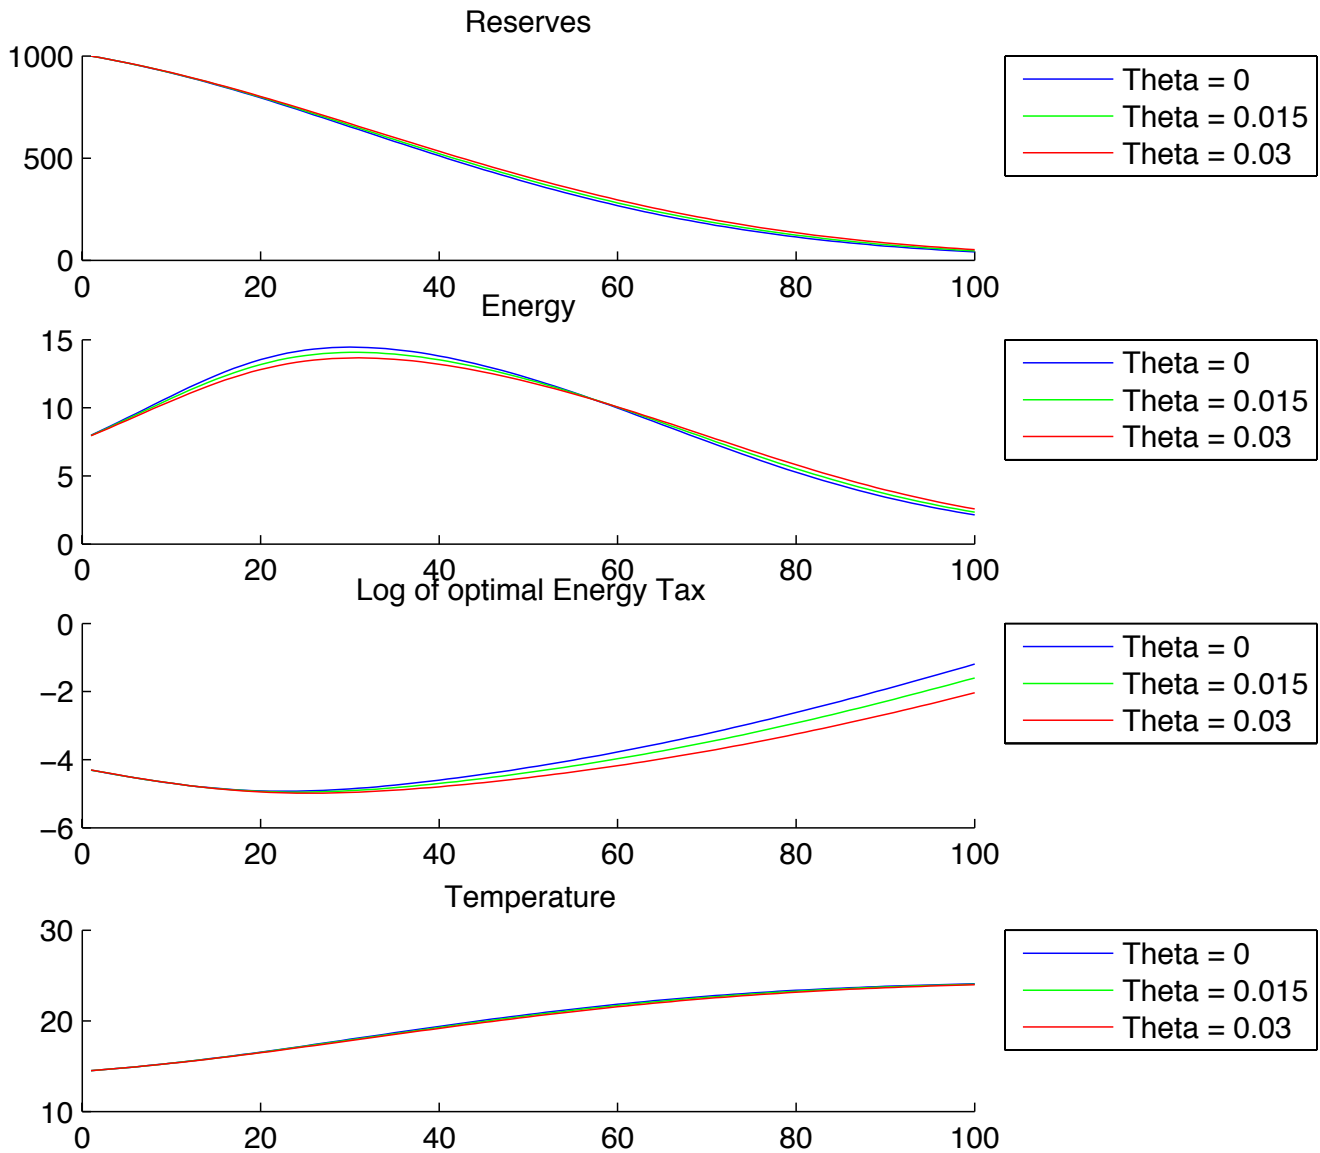 Reserves
1000
500
0
0 20 40 60 80 100
Theta = 0
Theta = 0.015
Theta = 0.03
Energy
15
10
5
0
0 20 40 60 80 100
Theta = 0
Theta = 0.015
Theta = 0.03
Log of optimal Energy Tax
0
−2
−4
−6
0 20 40 60 80 100
Theta = 0
Theta = 0.015
Theta = 0.03
Temperature
30
20
10
0 20 40 60 80 100
Theta = 0
Theta = 0.015
Theta = 0.03